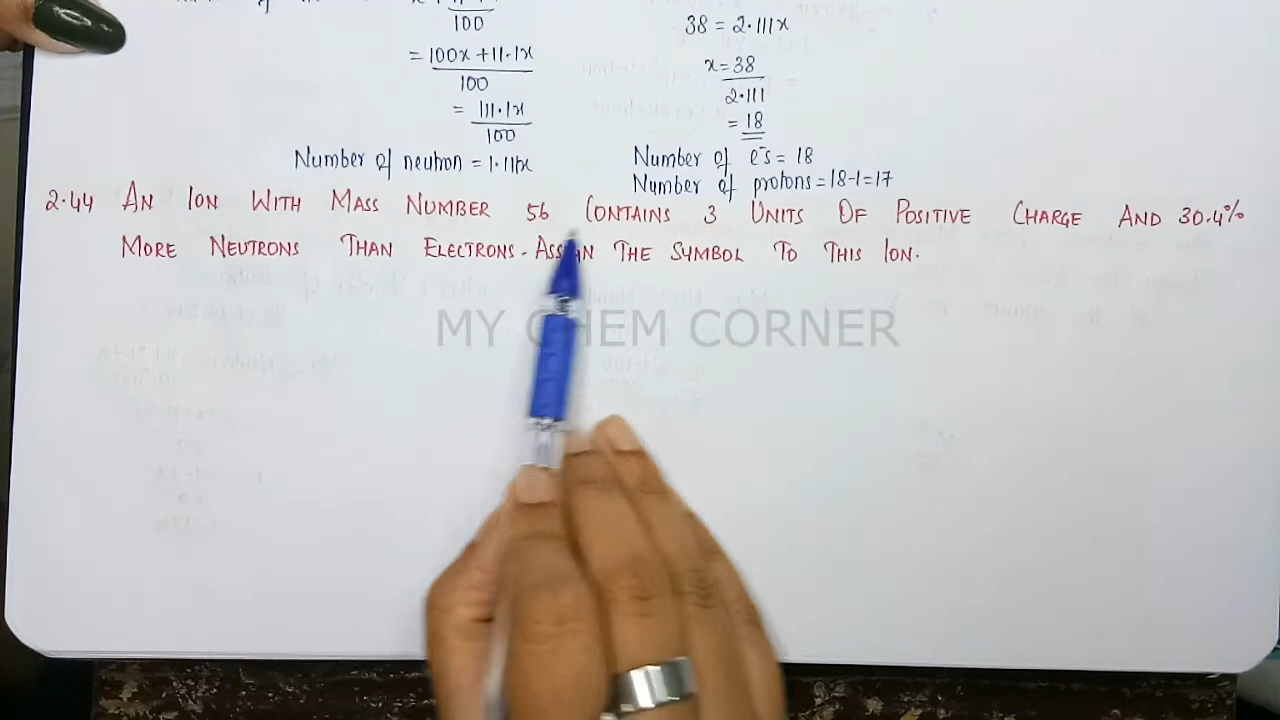 100
= 100x + 11.1x
100
= 111.1x
100
Number of neutron = 1.111x
38 = 2.111x
x = 38
2.111
= 18
Number of e⁻s = 18
Number of protons = 18-1 = 17
2.44 AN ION WITH MASS NUMBER 56 CONTAINS 3 UNITS OF POSITIVE CHARGE AND 30.4%
MORE NEUTRONS THAN ELECTRONS. ASSIGN THE SYMBOL TO THIS ION.
MY CHEM CORNER